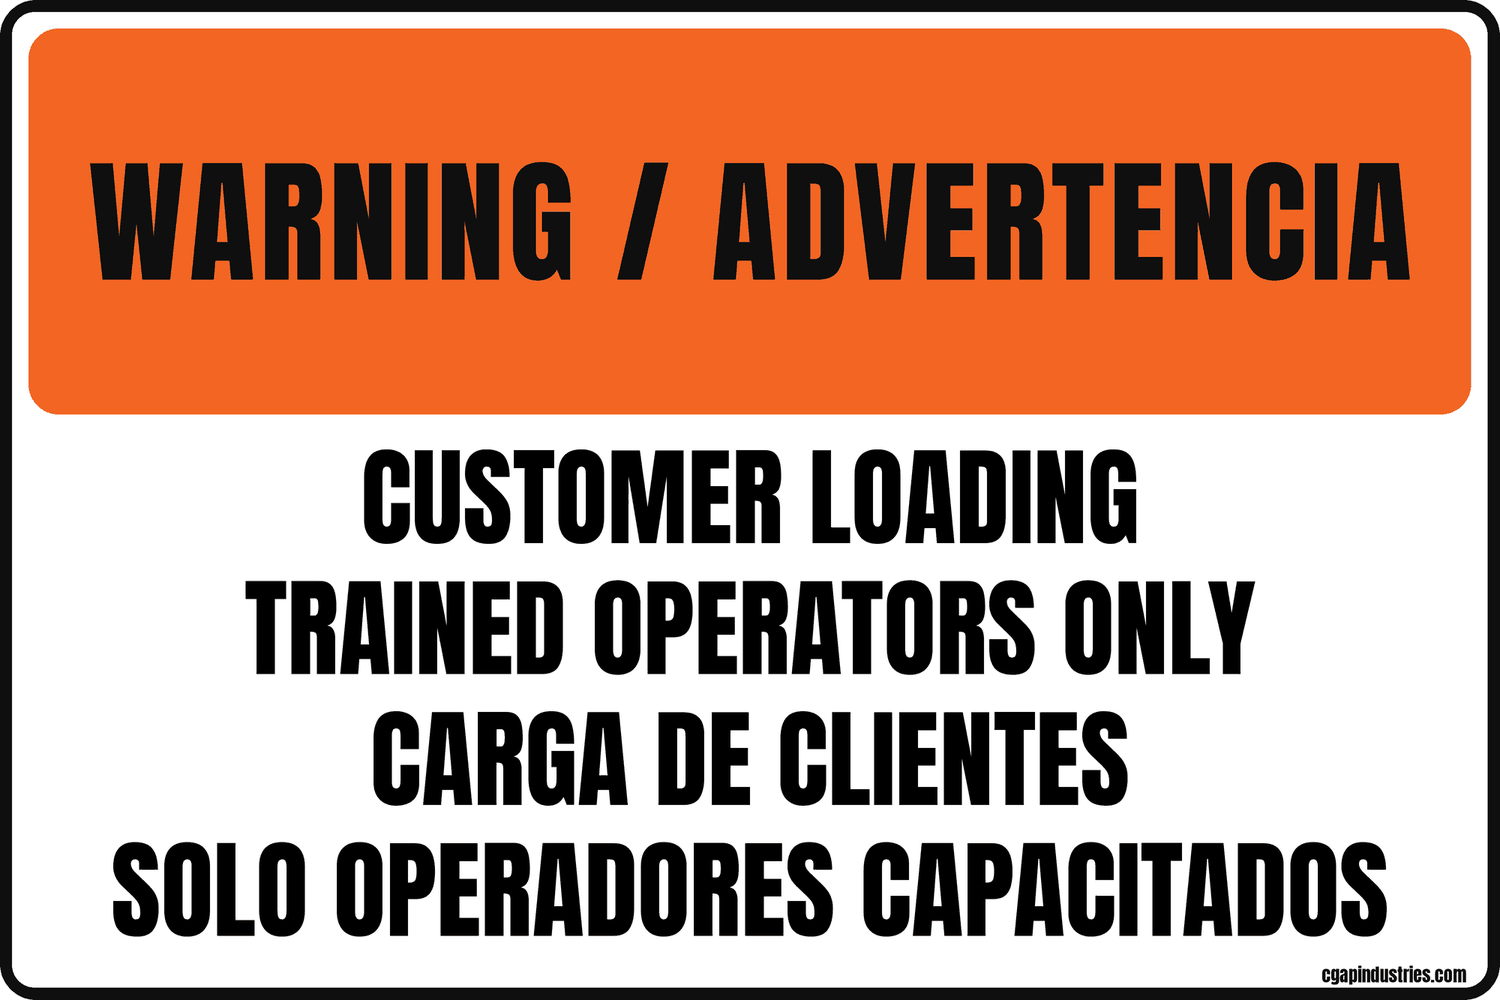 WARNING / ADVERTENCIA
CUSTOMER LOADING
TRAINED OPERATORS ONLY
CARGA DE CLIENTES
SOLO OPERADORES CAPACITADOS
cgapindustries.com